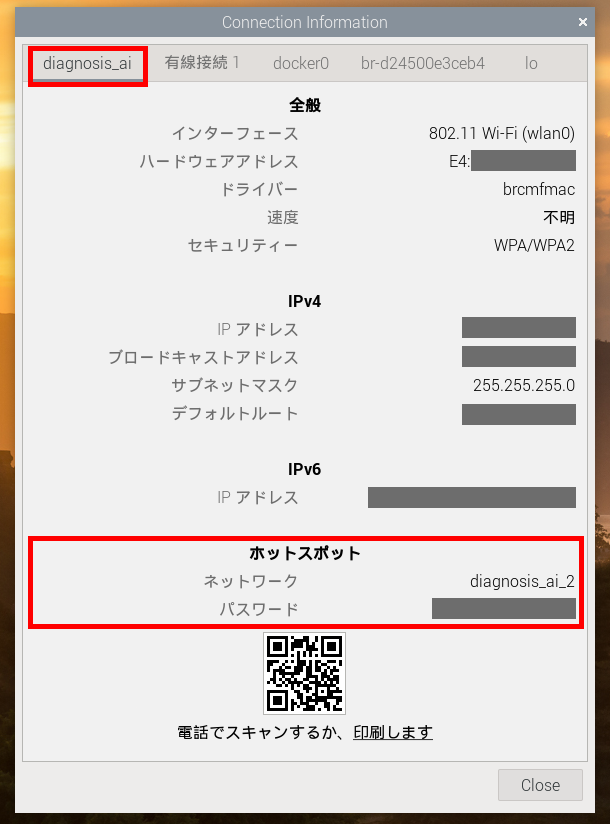 Connection Information ×
diagnosis_ai 有線接続 1 docker0 br-d24500e3ceb4 lo
全般
インターフェース 802.11 Wi-Fi (wlan0)
ハードウェアアドレス E4:
ドライバー brcmfmac
速度 不明
セキュリティー WPA/WPA2
IPv4
IP アドレス
ブロードキャストアドレス
サブネットマスク 255.255.255.0
デフォルトルート
IPv6
IP アドレス
ホットスポット
ネットワーク diagnosis_ai_2
パスワード
電話でスキャンするか、印刷します
Close